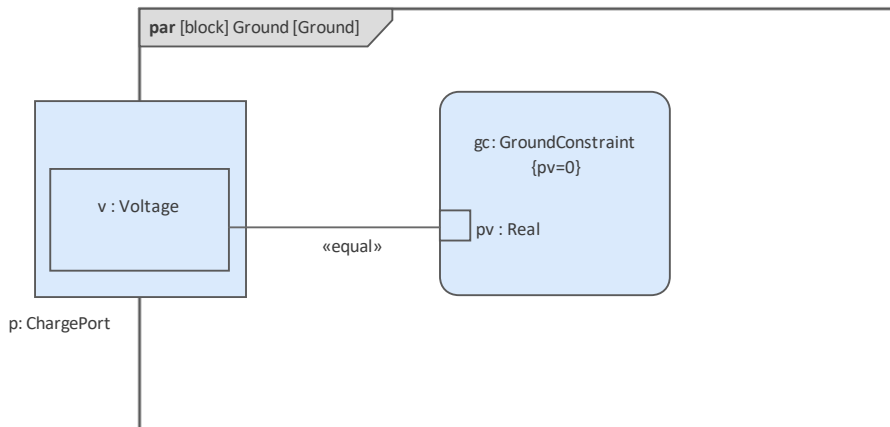 par [block] Ground [Ground]
gc: GroundConstraint
{pv=0}
v : Voltage
pv : Real
«equal»
p: ChargePort